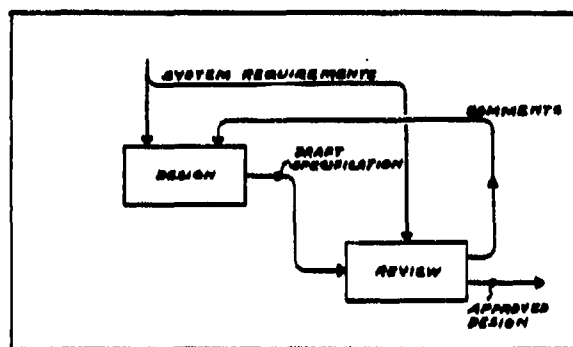 SYSTEM REQUIREMENTS
COMMENTS
DESIGN
DRAFT
SPECIFICATION
REVIEW
APPROVED
DESIGN